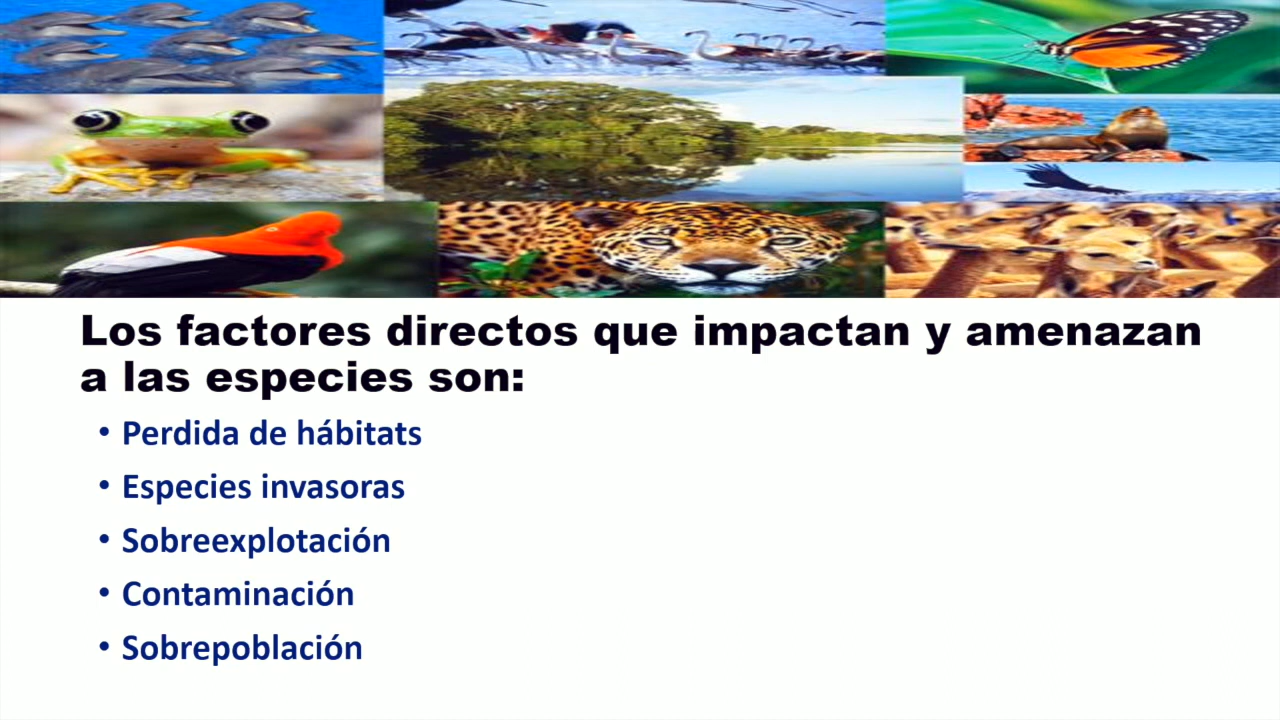 Los factores directos que impactan y amenazan
a las especies son:
• Perdida de hábitats
• Especies invasoras
• Sobreexplotación
• Contaminación
• Sobrepoblación